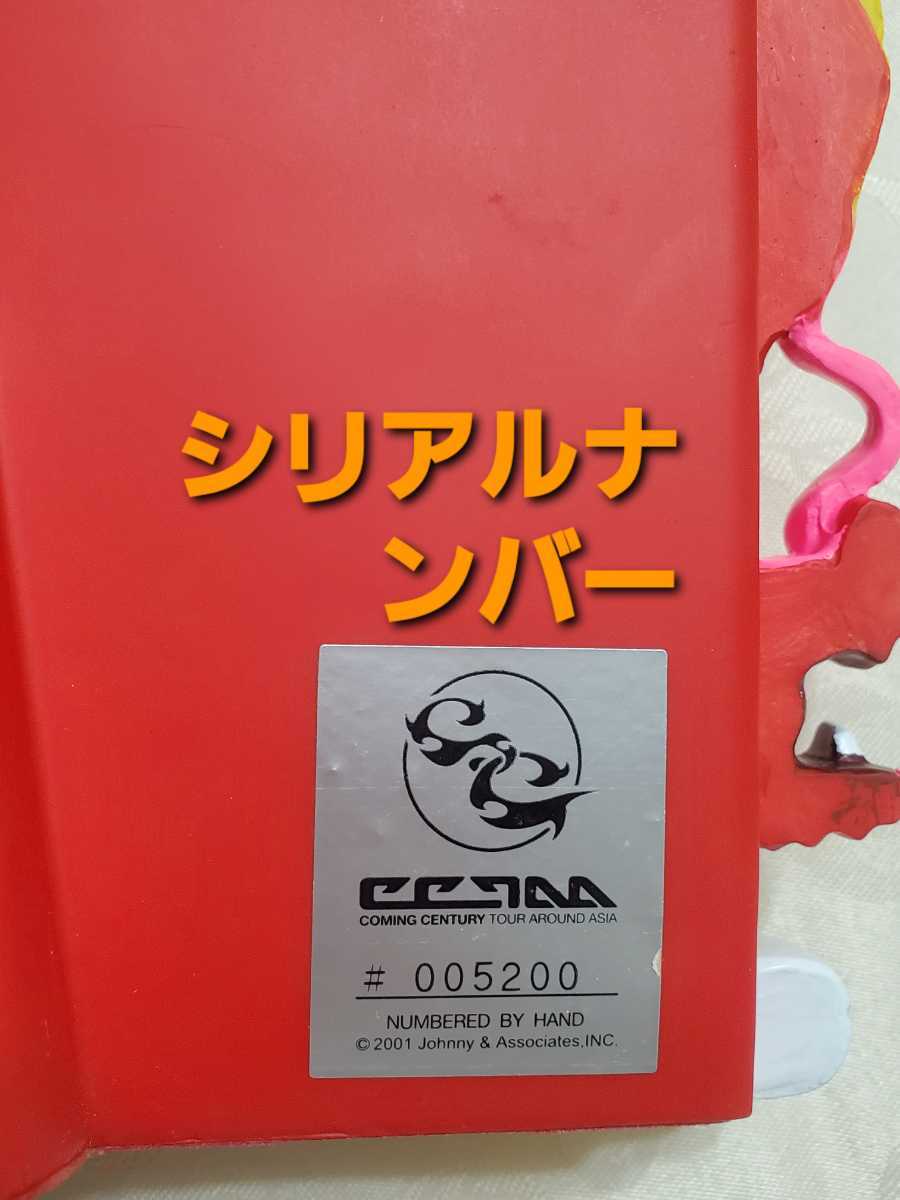 シリアルナ
ンバー
CCTAA
COMING CENTURY TOUR AROUND ASIA
# 005200
NUMBERED BY HAND
© 2001 Johnny & Associates,INC.